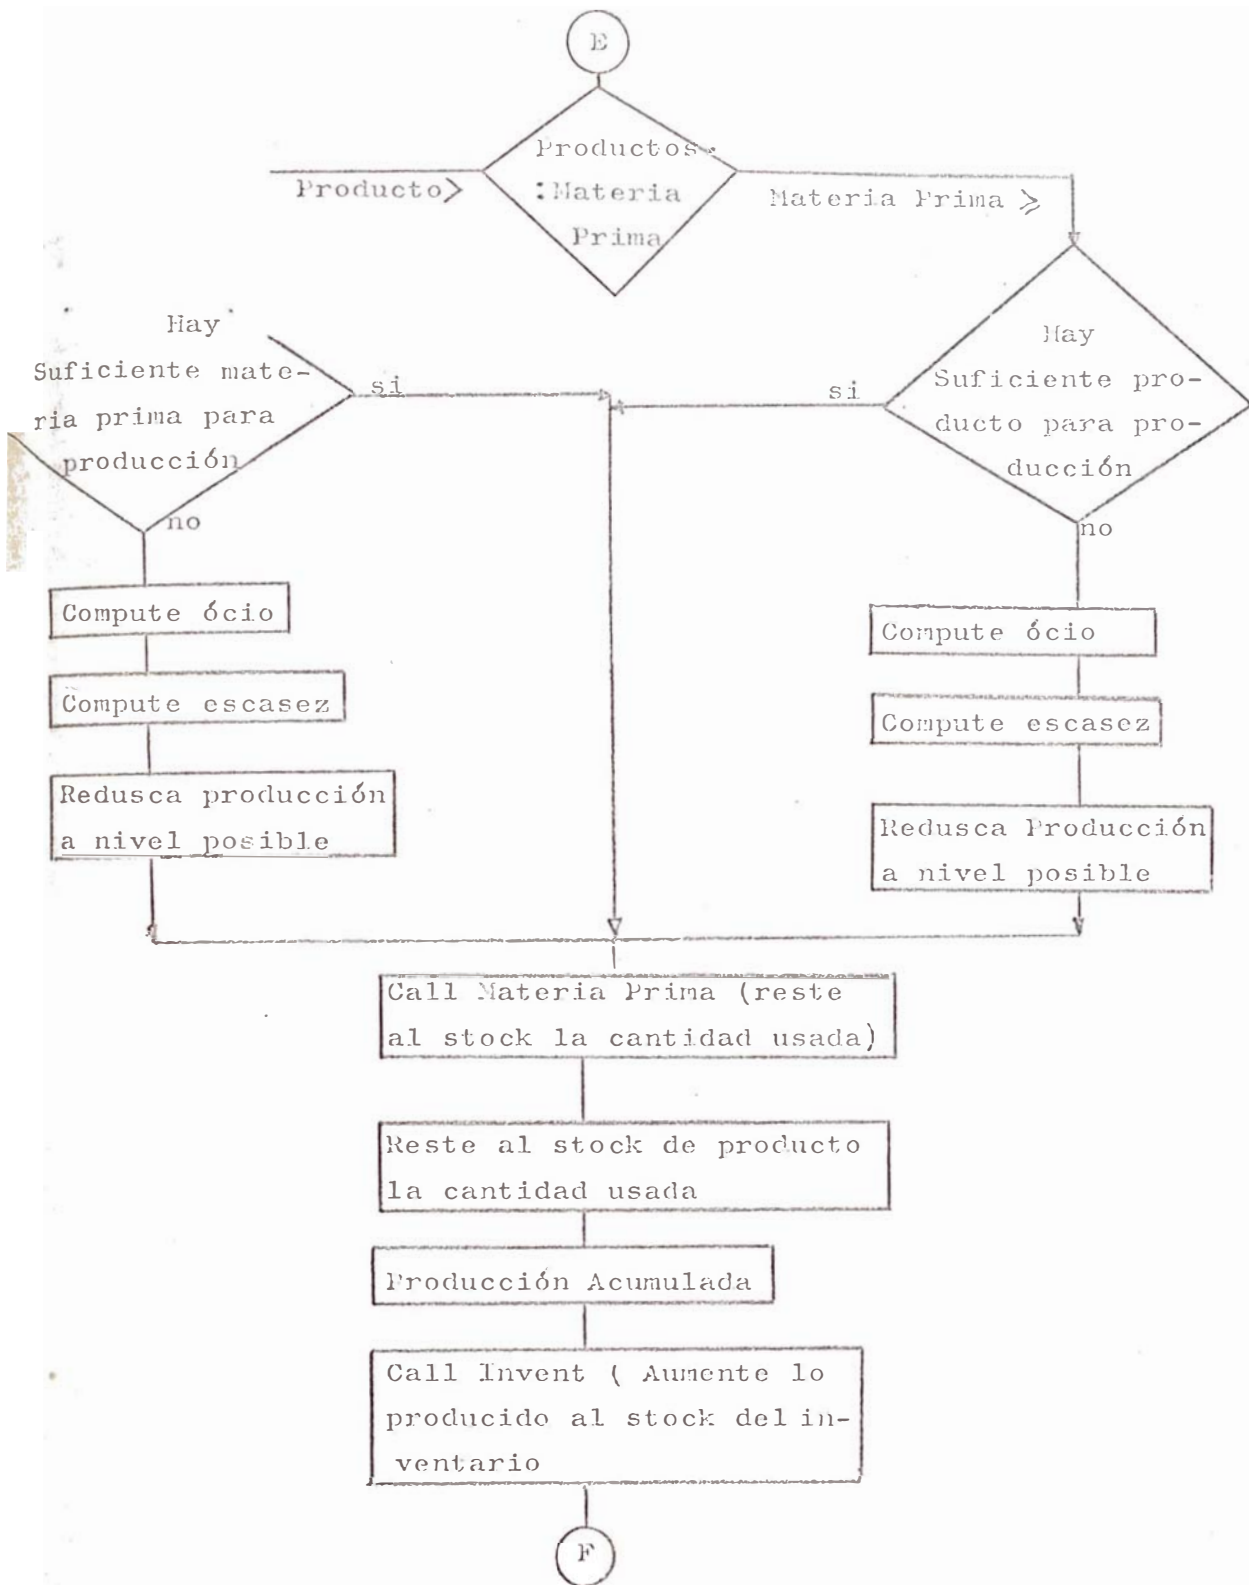 E
Productos.
:Materia
Prima
Producto>
Materia Prima ⩾
Hay
Suficiente mate-
ria prima para
producción
si
no
Hay
Suficiente pro-
ducto para pro-
ducción
si
no
Compute ócio
Compute escasez
Redusca producción
a nivel posible
Compute ócio
Compute escasez
Redusca Producción
a nivel posible
Call Materia Prima (reste
al stock la cantidad usada)
Reste al stock de producto
la cantidad usada
Producción Acumulada
Call Invent ( Aumente lo
producido al stock del in-
ventario
F